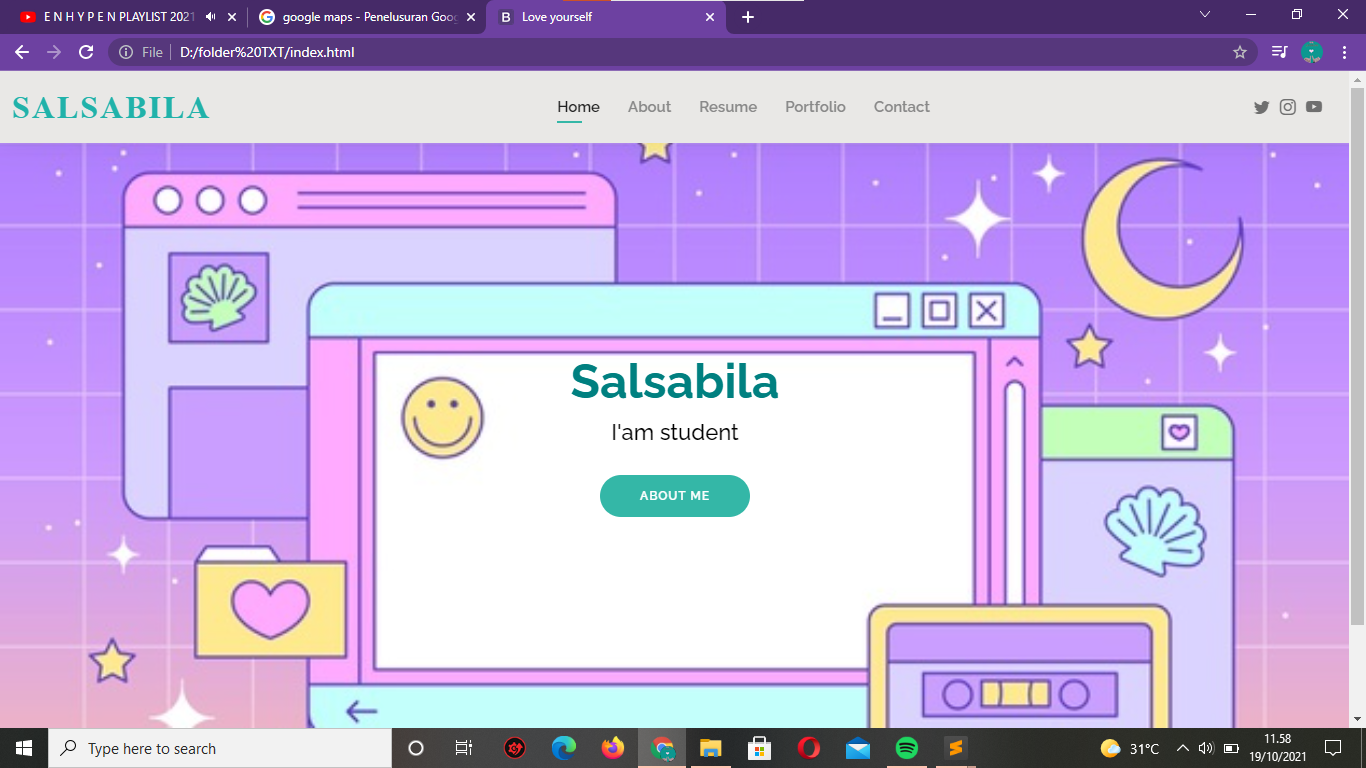 E N H Y P E N PLAYLIST 2021
google maps - Penelusuran Goog
Love yourself
File
D:/folder%20TXT/index.html
SALSABILA
Home
About
Resume
Portfolio
Contact
Salsabila
I'am student
ABOUT ME
Type here to search
31°C
11.58
19/10/2021